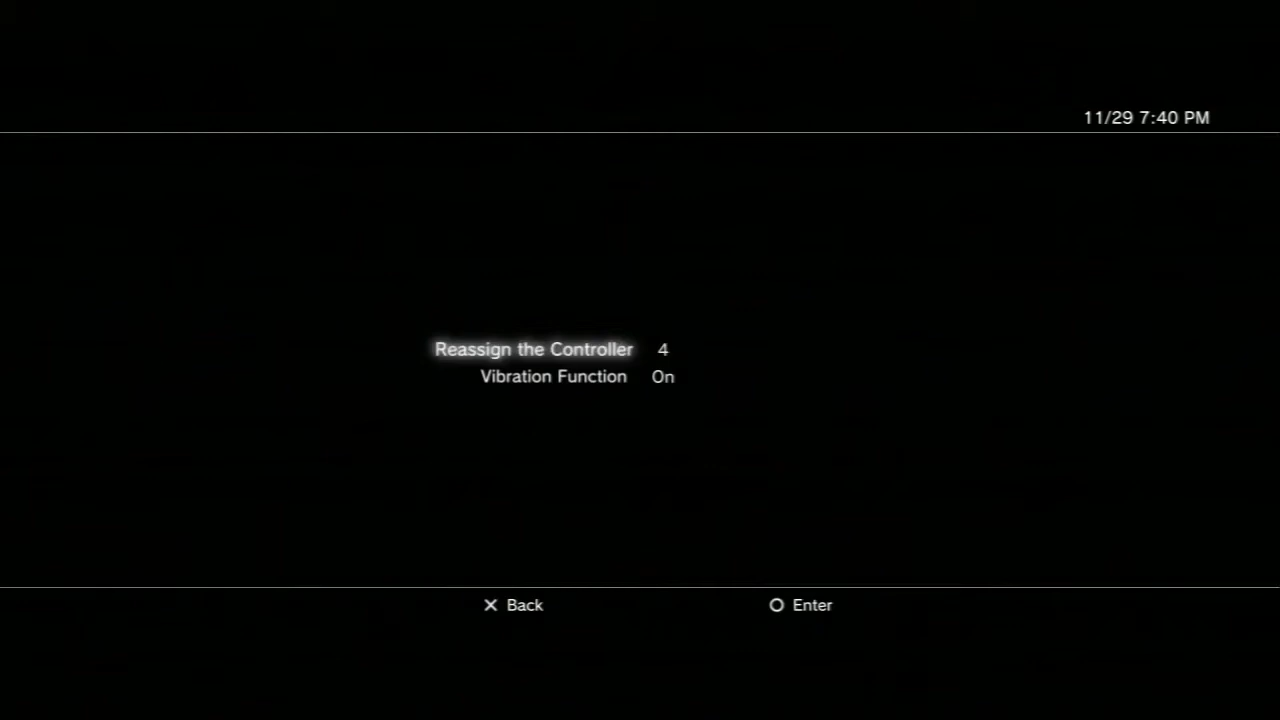 11/29 7:40 PM
Reassign the Controller 4
Vibration Function On
X Back
O Enter